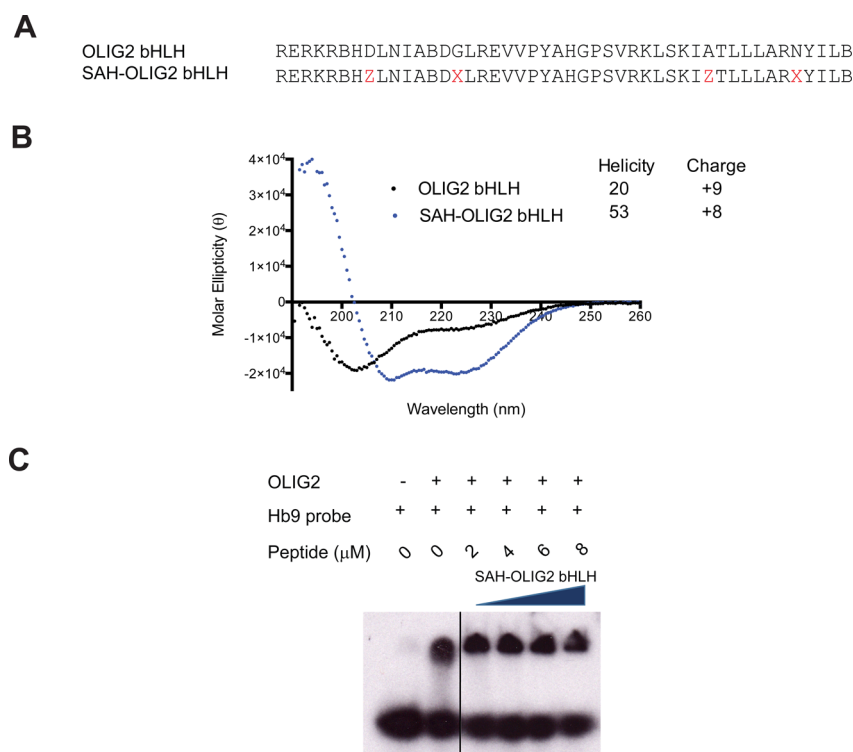 A
OLIG2 bHLH RERKRBHDLNIABDGLREVVPYAHGPSVRKLSKIATLLLARNYILB
SAH-OLIG2 bHLH RERKRBHZLNIABDXLREVVPYAHGPSVRKLSKIZTLLLARXYILB
B
Helicity Charge
OLIG2 bHLH 20 +9
SAH-OLIG2 bHLH 53 +8
Molar Ellipticity (θ)
4×10⁴
3×10⁴
2×10⁴
1×10⁴
0
-1×10⁴
-2×10⁴
200 210 220 230 240 250 260
Wavelength (nm)
C
OLIG2 - + + + + +
Hb9 probe + + + + + +
Peptide (µM) 0 0 2 4 6 8
SAH-OLIG2 bHLH